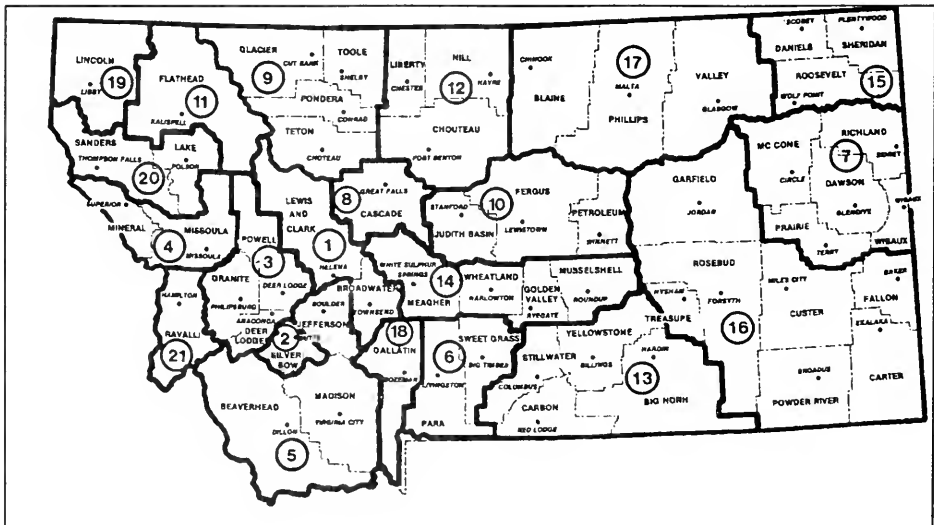 LINCOLN
LIBBY
19
FLATHEAD
11
KALISPELL
GLACIER
9
CUT BANK
TOOLE
SHELBY
PONDERA
CONRAD
TETON
CHOTEAU
LIBERTY
CHESTER
HILL
12
HAVRE
CHOUTEAU
FORT BENTON
CHINOOK
BLAINE
17
MALTA
PHILLIPS
VALLEY
GLASGOW
SCOBEY
DANIELS
PLENTYWOOD
SHERIDAN
ROOSEVELT
15
WOLF POINT
SANDERS
THOMPSON FALLS
20
LAKE
POLSON
SUPERIOR
MINERAL
4
MISSOULA
MISSOULA
POWELL
3
DEER LODGE
GRANITE
PHILIPSBURG
ANACONDA
DEER
LODGE
LEWIS
AND
CLARK
1
HELENA
8
GREAT FALLS
CASCADE
STANFORD
JUDITH BASIN
10
FERGUS
LEWISTOWN
PETROLEUM
WINNETT
GARFIELD
JORDAN
MC CONE
CIRCLE
RICHLAND
7
SIDNEY
DAWSON
GLENDIVE
PRAIRIE
TERRY
WIBAUX
WIBAUX
HAMILTON
RAVALLI
21
2
BUTTE
SILVER
BOW
BOULDER
JEFFERSON
BROADWATER
TOWNSEND
WHITE SULPHUR
SPRINGS
14
MEAGHER
WHEATLAND
HARLOWTON
GOLDEN
VALLEY
RYEGATE
MUSSELSHELL
ROUNDUP
ROSEBUD
FORSYTH
HYSHAM
TREASURE
16
MILES CITY
CUSTER
BAKER
FALLON
EKALAKA
CARTER
BROADUS
POWDER RIVER
BEAVERHEAD
DILLON
5
MADISON
VIRGINIA CITY
18
GALLATIN
BOZEMAN
6
LIVINGSTON
PARK
SWEET GRASS
BIG TIMBER
STILLWATER
COLUMBUS
CARBON
RED LODGE
YELLOWSTONE
BILLINGS
HARDIN
13
BIG HORN